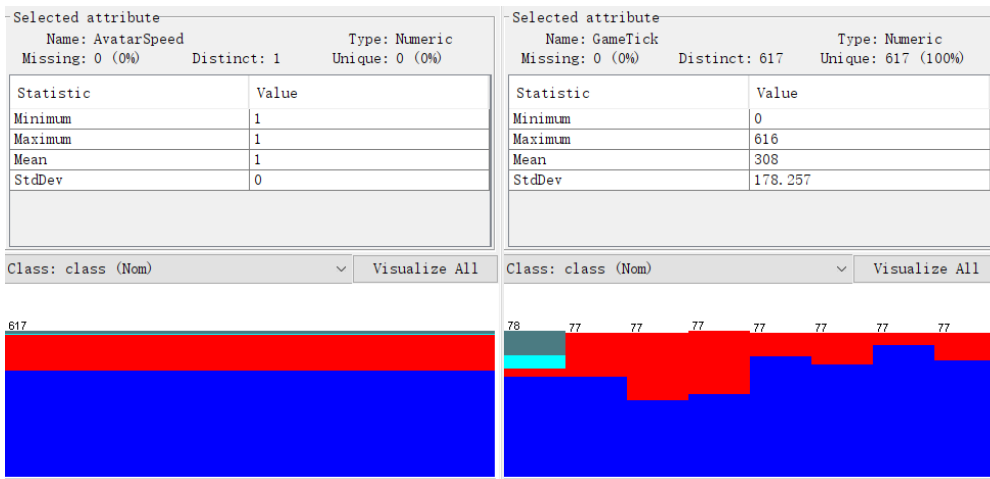 Selected attribute
Name: AvatarSpeed Type: Numeric
Missing: 0 (0%) Distinct: 1 Unique: 0 (0%)
Statistic Value
Minimum 1
Maximum 1
Mean 1
StdDev 0
Class: class (Nom) Visualize All
617
Selected attribute
Name: GameTick Type: Numeric
Missing: 0 (0%) Distinct: 617 Unique: 617 (100%)
Statistic Value
Minimum 0
Maximum 616
Mean 308
StdDev 178.257
Class: class (Nom) Visualize All
78 77 77 77 77 77 77 77